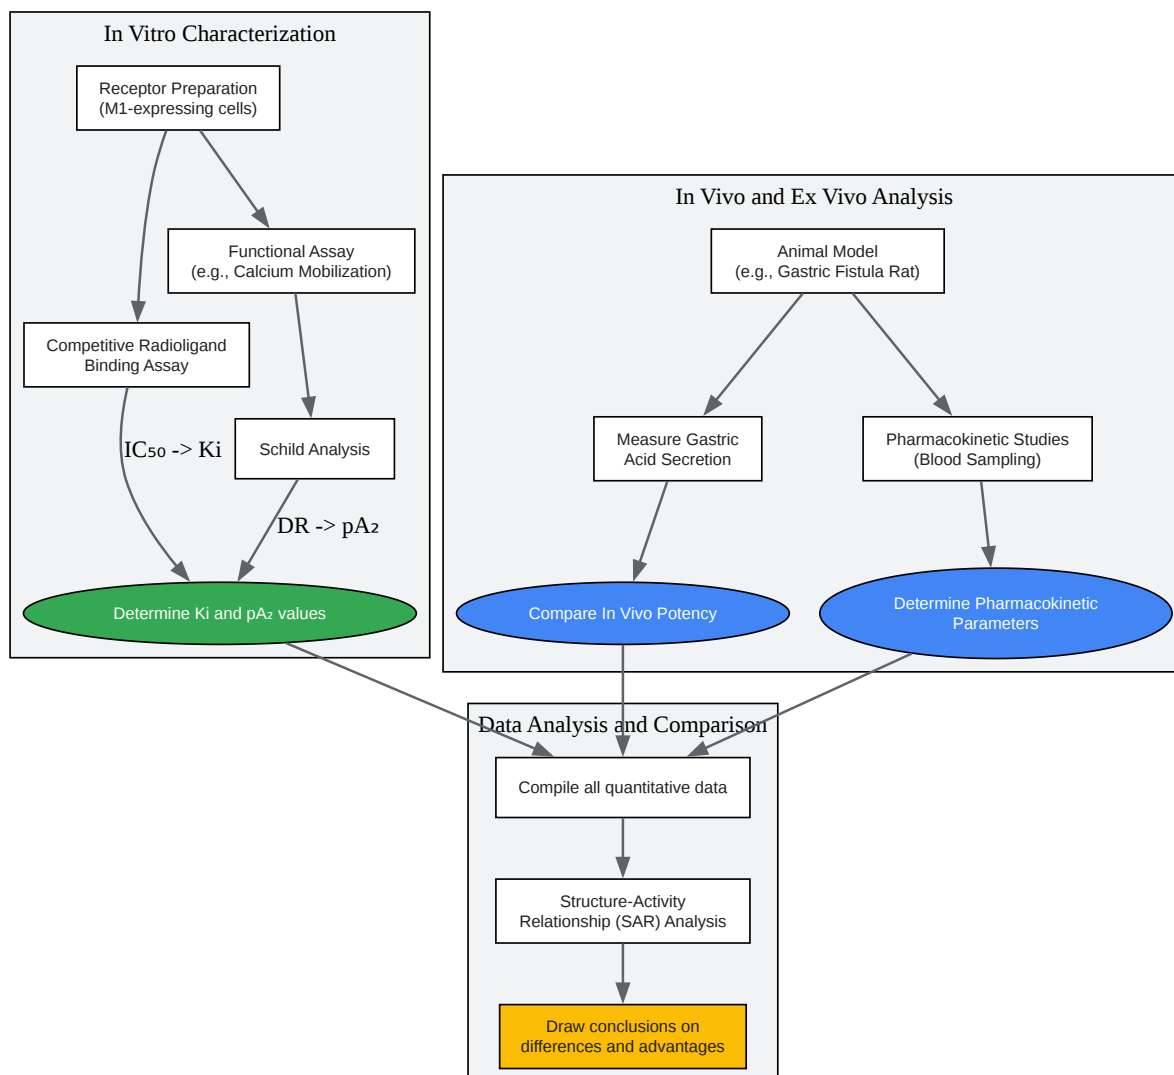 In Vitro Characterization
Receptor Preparation
(M1-expressing cells)
Functional Assay
(e.g., Calcium Mobilization)
Competitive Radioligand
Binding Assay
IC₅₀ -> Ki
Schild Analysis
DR -> pA₂
Determine Ki and pA₂ values
In Vivo and Ex Vivo Analysis
Animal Model
(e.g., Gastric Fistula Rat)
Measure Gastric
Acid Secretion
Pharmacokinetic Studies
(Blood Sampling)
Compare In Vivo Potency
Determine Pharmacokinetic
Parameters
Data Analysis and Comparison
Compile all quantitative data
Structure-Activity
Relationship (SAR) Analysis
Draw conclusions on
differences and advantages